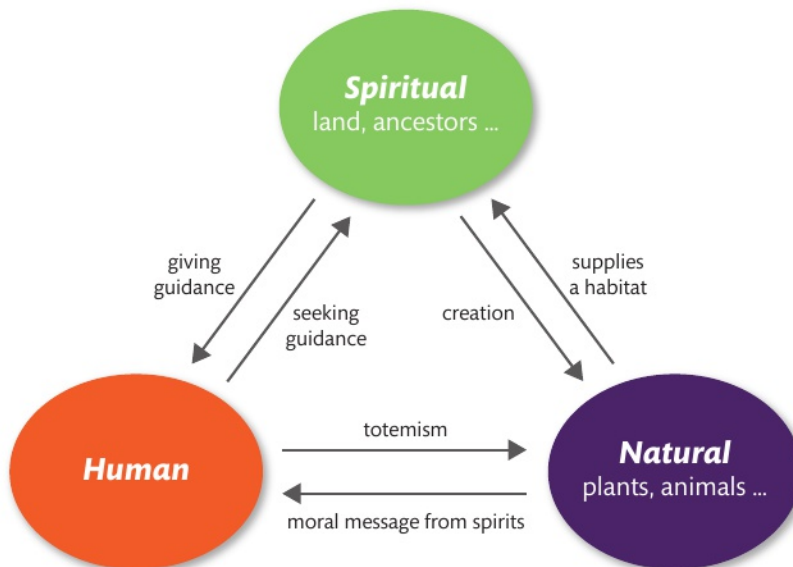 Spiritual
land, ancestors ...
giving
guidance
seeking
guidance
creation
supplies
a habitat
Human
totemism
moral message from spirits
Natural
plants, animals ...